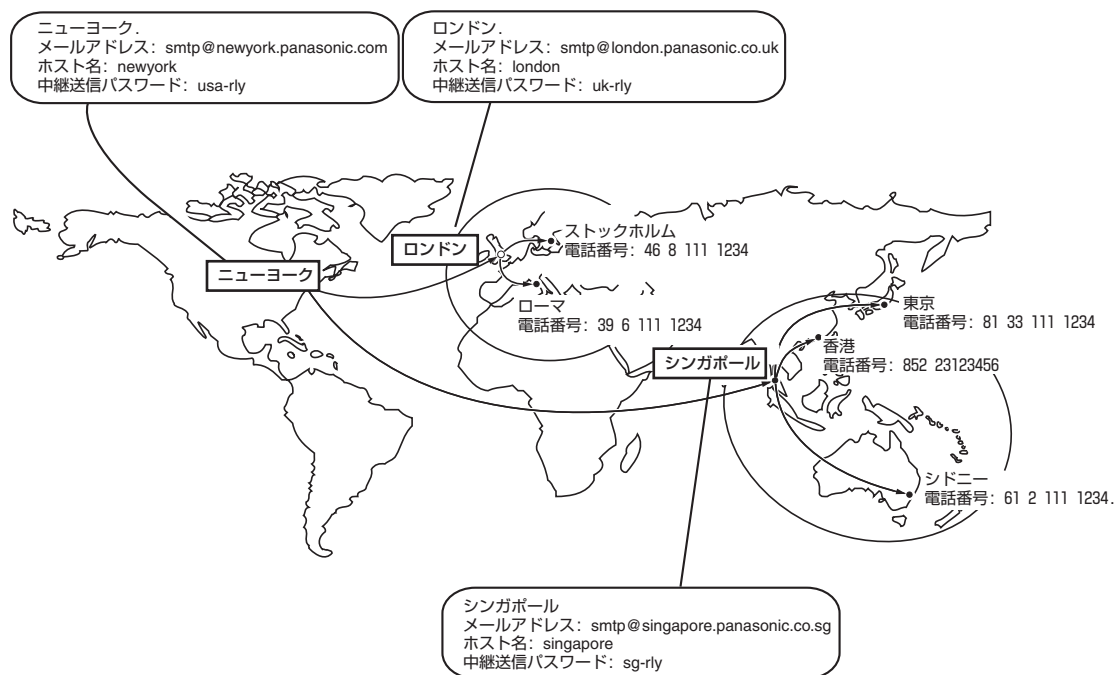 ニューヨーク.
メールアドレス：smtp@newyork.panasonic.com
ホスト名：newyork
中継送信パスワード：usa-rly
ロンドン.
メールアドレス：smtp@london.panasonic.co.uk
ホスト名：london
中継送信パスワード：uk-rly
ロンドン
ニューヨーク
ストックホルム
電話番号：46 8 111 1234
ローマ
電話番号：39 6 111 1234
シンガポール
東京
電話番号：81 33 111 1234
香港
電話番号：852 23123456
シドニー
電話番号：61 2 111 1234.
シンガポール
メールアドレス：smtp@singapore.panasonic.co.sg
ホスト名：singapore
中継送信パスワード：sg-rly